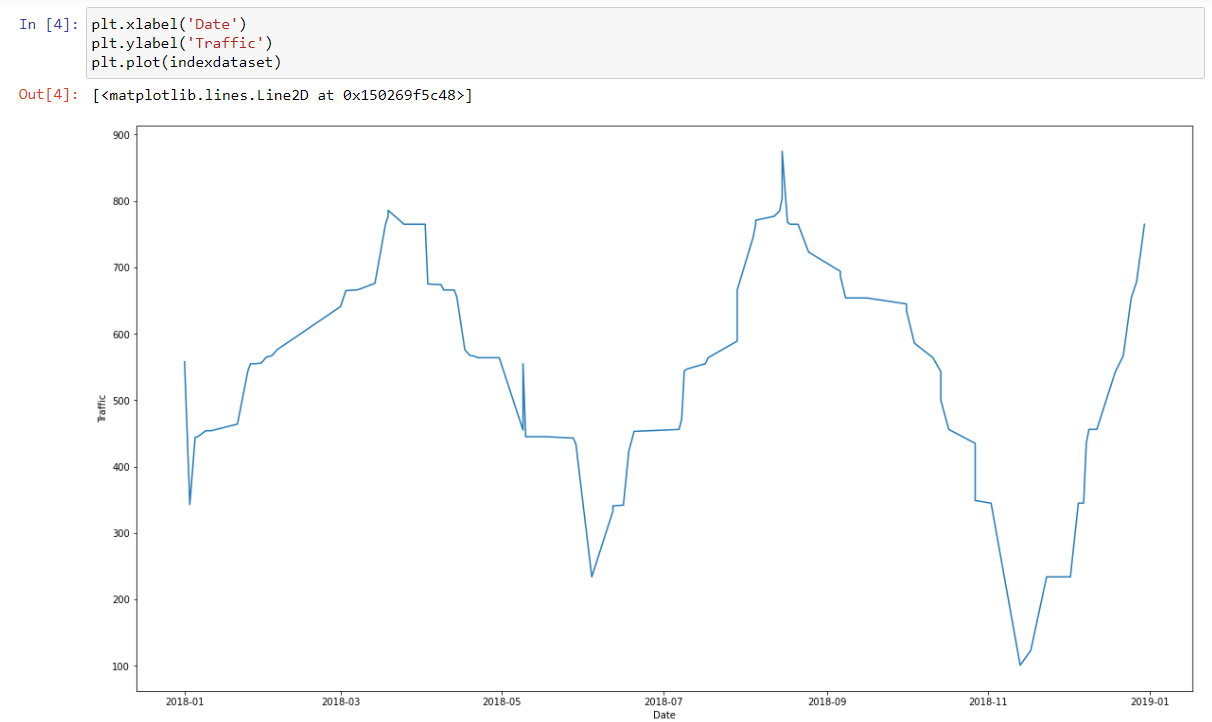 In [4]: plt.xlabel('Date')
plt.ylabel('Traffic')
plt.plot(indexdataset)
Out[4]: [<matplotlib.lines.Line2D at 0x150269f5c48>]
900
800
700
600
500
400
300
200
100
Traffic
2018-01 2018-03 2018-05 2018-07 2018-09 2018-11 2019-01
Date